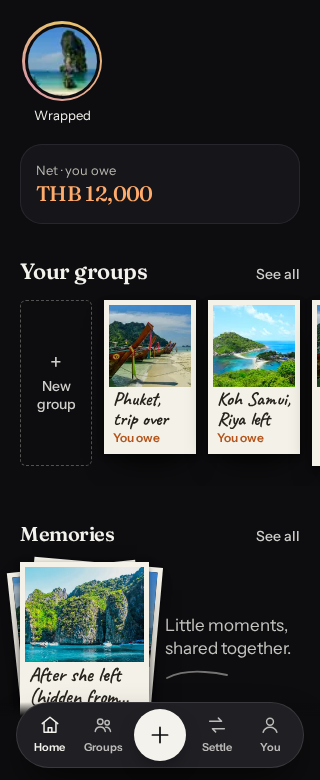 Wrapped
Net · you owe
THB 12,000
Your groups
See all
+
New
group
Phuket,
trip over
You owe
Koh Samui,
Riya left
You owe
Memories
See all
After she left
(hidden from...
Little moments,
shared together.
Home
Groups
+
Settle
You